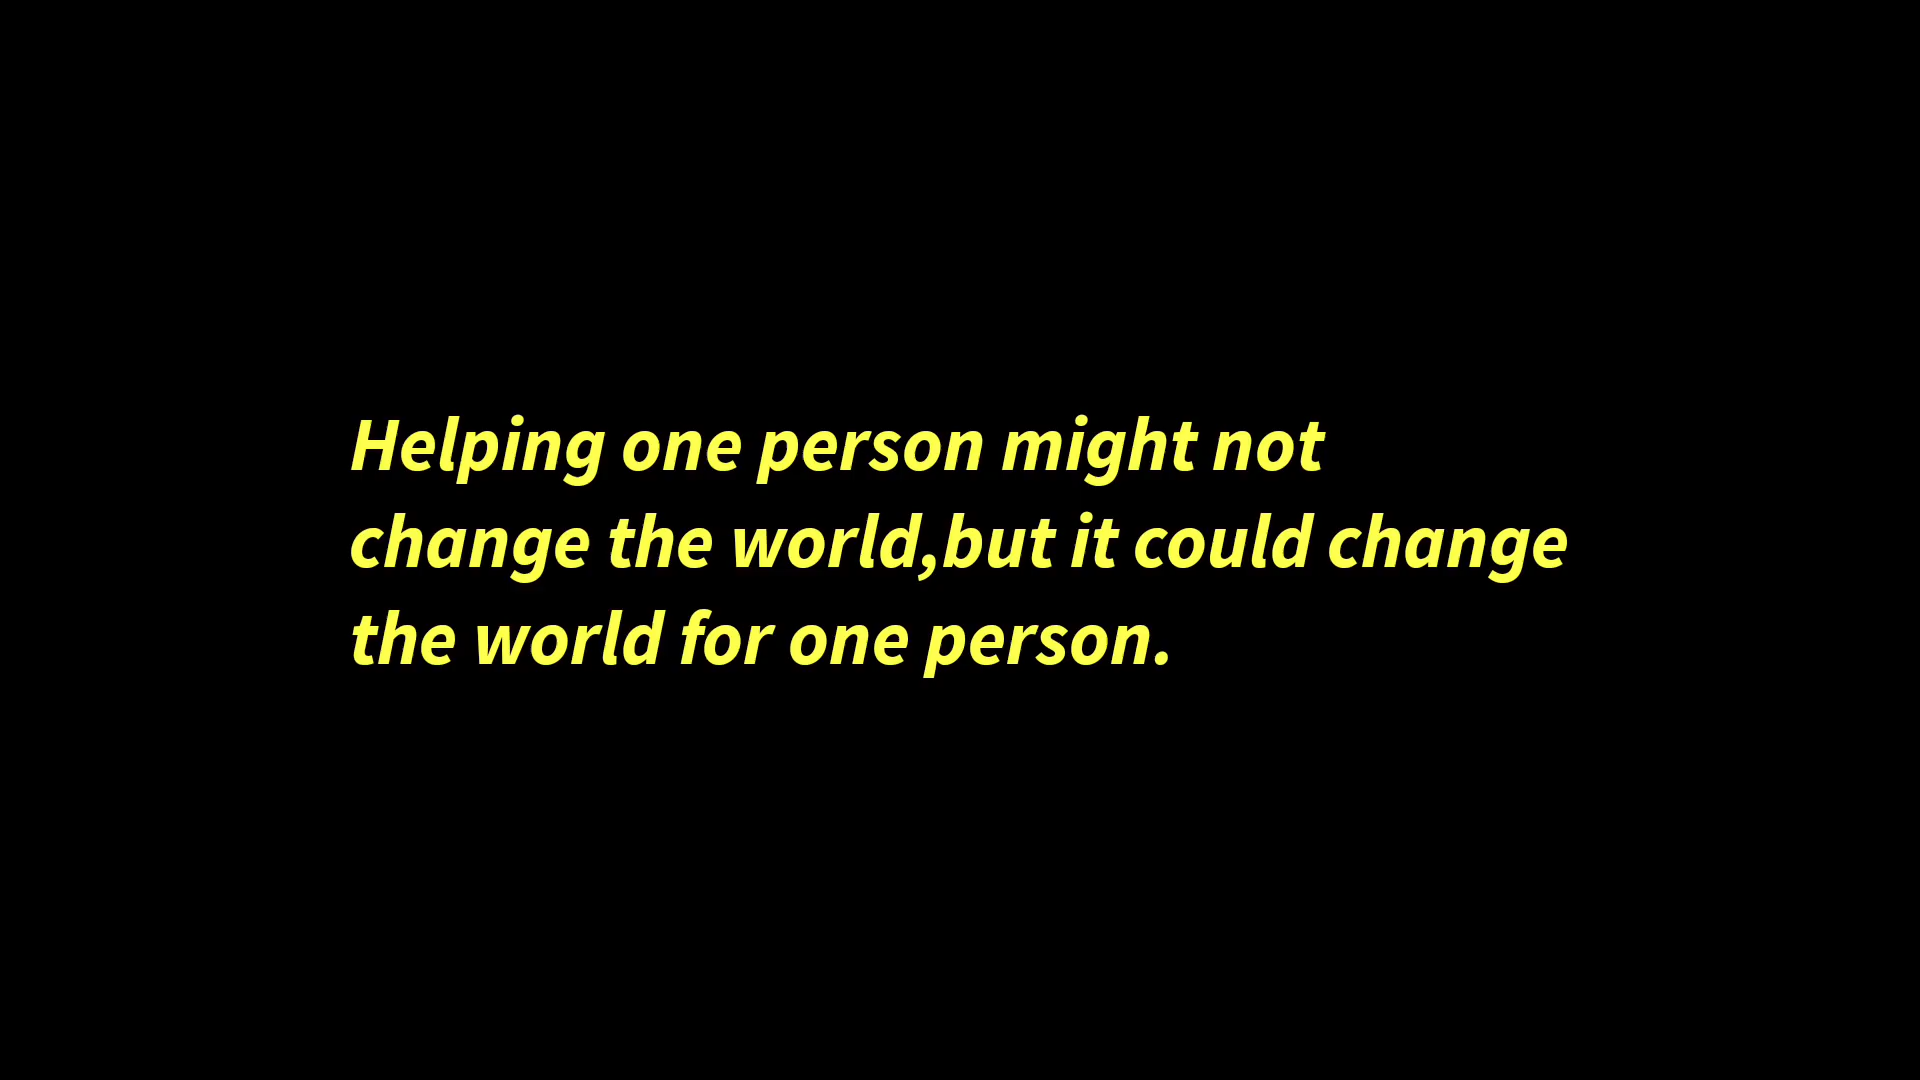 Helping one person might not
change the world,but it could change
the world for one person.